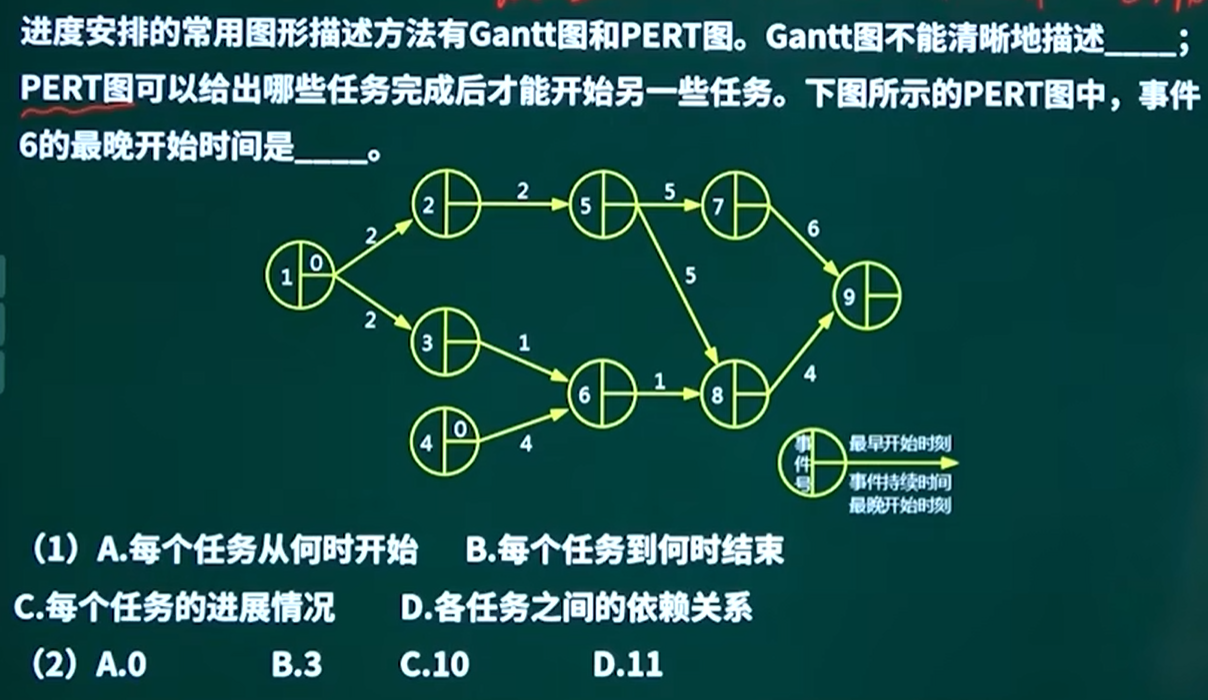 进度安排的常用图形描述方法有Gantt图和PERT图。Gantt图不能清晰地描述____；
PERT图可以给出哪些任务完成后才能开始另一些任务。下图所示的PERT图中，事件
6的最晚开始时间是____。
2 2 5 5 7
2 6
1 0
5 9
2
3 1
6 1 8 4
4 0
4
事件号
最早开始时刻
事件持续时间
最晚开始时刻
（1）A.每个任务从何时开始 B.每个任务到何时结束
C.每个任务的进展情况 D.各任务之间的依赖关系
（2）A.0 B.3 C.10 D.11